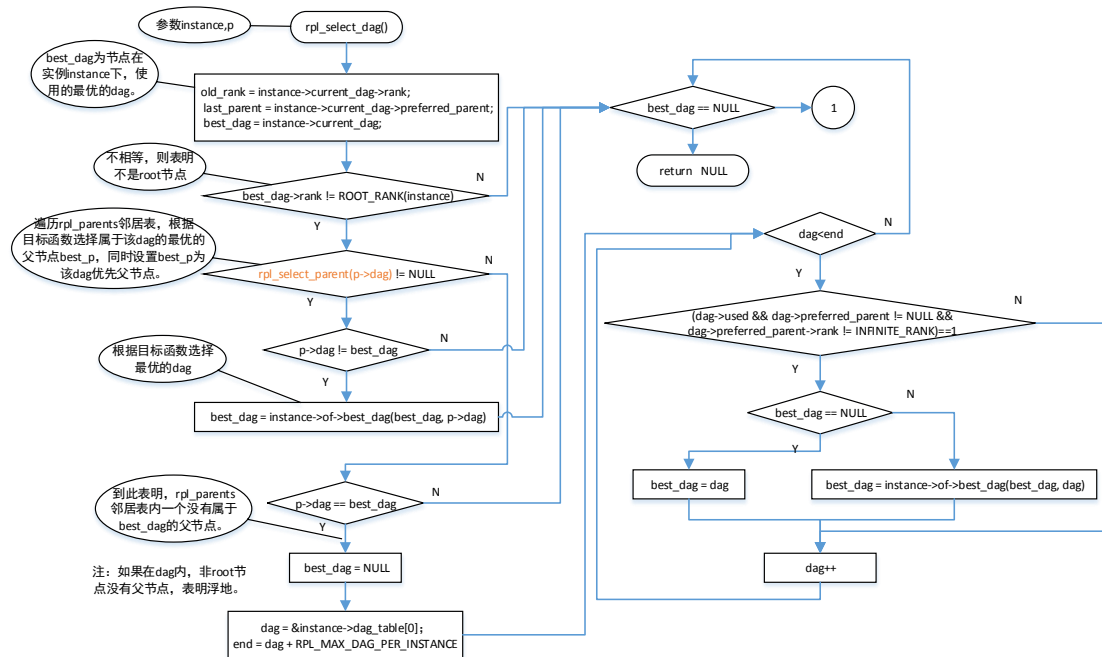 参数instance,p
rpl_select_dag()
best_dag为节点在
实例instance下，使
用的最优的dag。
old_rank = instance->current_dag->rank;
last_parent = instance->current_dag->preferred_parent;
best_dag = instance->current_dag;
不相等，则表明
不是root节点
best_dag->rank != ROOT_RANK(instance)
N
Y
遍历rpl_parents邻居表，根据
目标函数选择属于该dag的最优的
父节点best_p，同时设置best_p为
该dag优先父节点。
rpl_select_parent(p->dag) != NULL
N
Y
p->dag != best_dag
N
Y
根据目标函数选择
最优的dag
best_dag = instance->of->best_dag(best_dag, p->dag)
p->dag == best_dag
N
Y
到此表明，rpl_parents
邻居表内一个没有属于
best_dag的父节点。
best_dag = NULL
注：如果在dag内，非root节
点没有父节点，表明浮地。
dag = &instance->dag_table[0]；
end = dag + RPL_MAX_DAG_PER_INSTANCE
best_dag == NULL
1
return NULL
dag<end
N
Y
(dag->used && dag->preferred_parent != NULL &&
dag->preferred_parent->rank != INFINITE_RANK)==1
N
Y
best_dag == NULL
N
Y
best_dag = dag
best_dag = instance->of->best_dag(best_dag, dag)
dag++